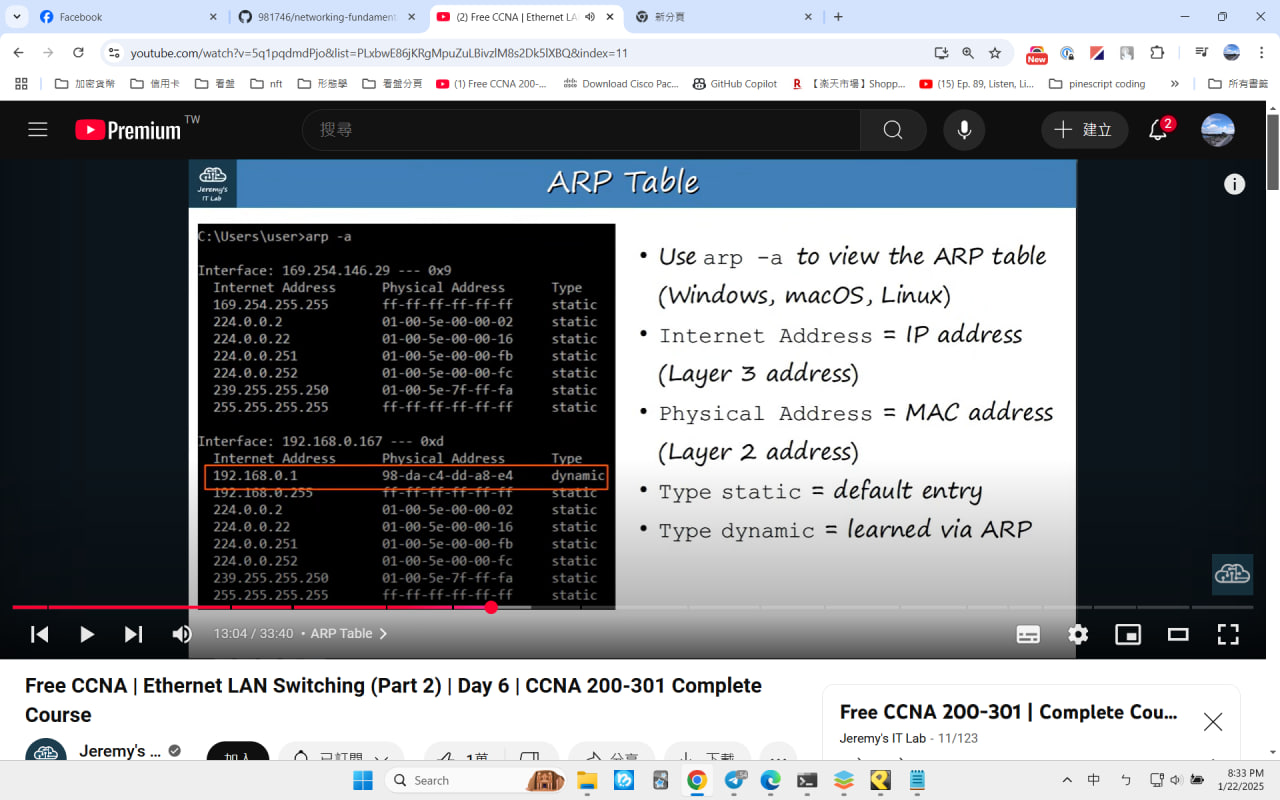 Facebook
981746/networking-fundament
(2) Free CCNA | Ethernet LA
新分頁
youtube.com/watch?v=5q1pqdmdPjo&list=PLxbwE86jKRgMpuZuLBivzlM8s2Dk5lXBQ&index=11
New
加密貨幣
信用卡
看盤
nft
形態學
看盤分頁
(1) Free CCNA 200-...
Download Cisco Pac...
GitHub Copilot
【楽天市場】Shopp...
(15) Ep. 89, Listen, Li...
pinescript coding
»
所有書籤
Premium TW
搜尋
建立
2
Jeremy's
IT Lab
ARP Table
C:\Users\user>arp -a
Interface: 169.254.146.29 --- 0x9
Internet Address Physical Address Type
169.254.255.255 ff-ff-ff-ff-ff-ff static
224.0.0.2 01-00-5e-00-00-02 static
224.0.0.22 01-00-5e-00-00-16 static
224.0.0.251 01-00-5e-00-00-fb static
224.0.0.252 01-00-5e-00-00-fc static
239.255.255.250 01-00-5e-7f-ff-fa static
255.255.255.255 ff-ff-ff-ff-ff-ff static
Interface: 192.168.0.167 --- 0xd
Internet Address Physical Address Type
192.168.0.1 98-da-c4-dd-a8-e4 dynamic
192.168.0.255 ff-ff-ff-ff-ff-ff static
224.0.0.2 01-00-5e-00-00-02 static
224.0.0.22 01-00-5e-00-00-16 static
224.0.0.251 01-00-5e-00-00-fb static
224.0.0.252 01-00-5e-00-00-fc static
239.255.255.250 01-00-5e-7f-ff-fa static
255.255.255.255 ff-ff-ff-ff-ff-ff static
• Use arp -a to view the ARP table
(Windows, macOS, Linux)
• Internet Address = IP address
(Layer 3 address)
• Physical Address = MAC address
(Layer 2 address)
• Type static = default entry
• Type dynamic = learned via ARP
13:04 / 33:40 • ARP Table
Free CCNA | Ethernet LAN Switching (Part 2) | Day 6 | CCNA 200-301 Complete
Course
Jeremy's ...
加入
已訂閱
1萬
分享
下載
Free CCNA 200-301 | Complete Cou...
Jeremy's IT Lab - 11/123
Search
中
ㄅ
8:33 PM
1/22/2025